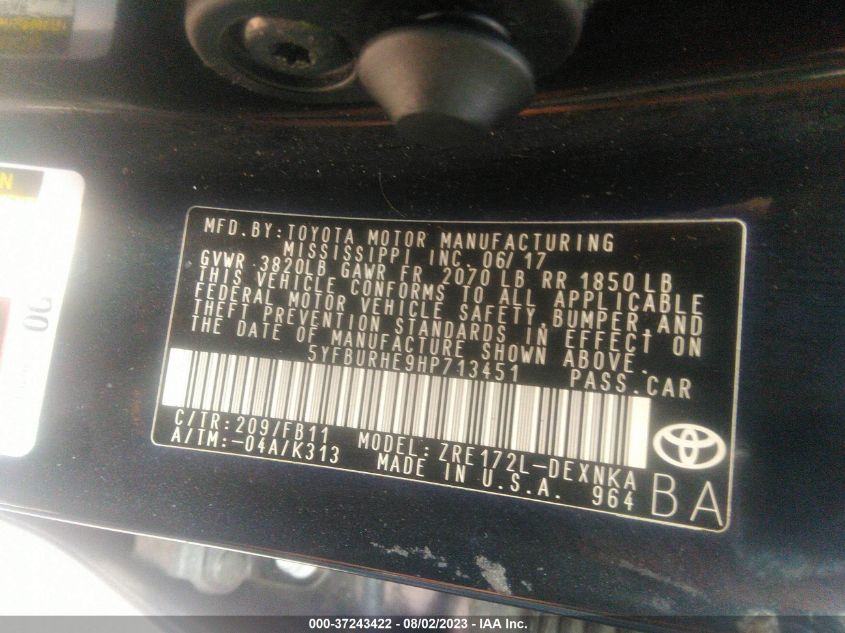 MFD.BY:TOYOTA MOTOR MANUFACTURING
MISSISSIPPI INC. 06/17
GVWR 3820LB GAWR FR 2070 LB RR 1850 LB
THIS VEHICLE CONFORMS TO ALL APPLICABLE
FEDERAL MOTOR VEHICLE SAFETY, BUMPER, AND
THEFT PREVENTION STANDARDS IN EFFECT ON
THE DATE OF MANUFACTURE SHOWN ABOVE.
5YFBURHE9HP713451 PASS.CAR
C/TR:209/FB11 MODEL:ZRE172L-DEXNKA
A/TM:-04A/K313 MADE IN U.S.A. 964
BA
000-37243422 - 08/02/2023 - IAA Inc.